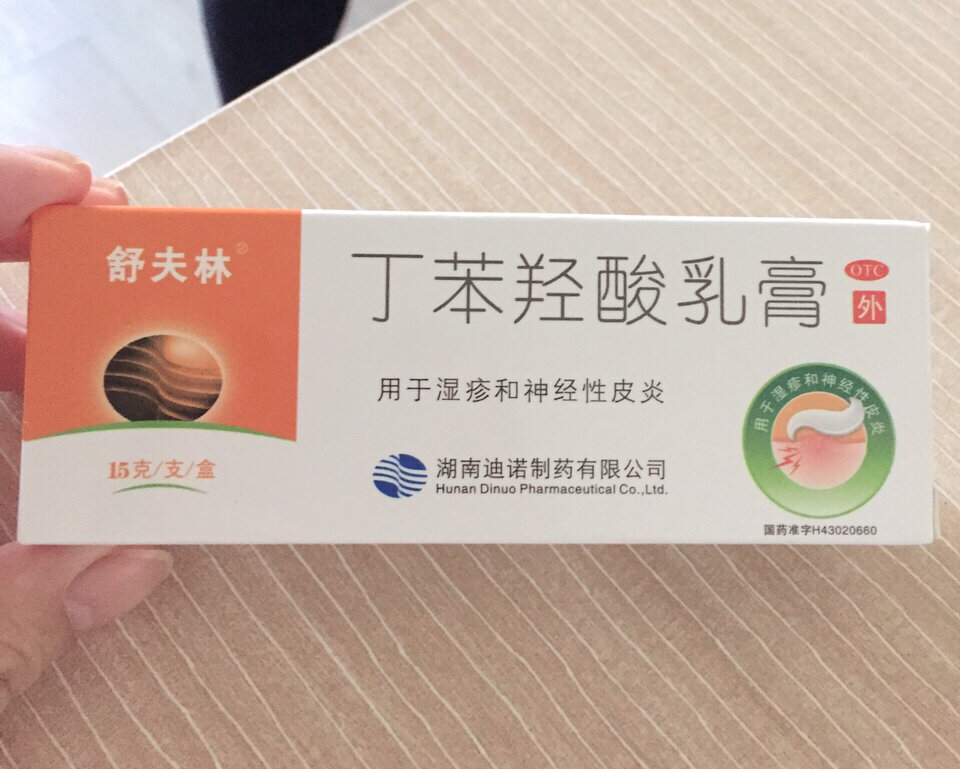 舒夫林®
15克/支/盒
丁苯羟酸乳膏
OTC
外
用于湿疹和神经性皮炎
湖南迪诺制药有限公司
Hunan Dinuo Pharmaceutical Co.,Ltd.
用于湿疹和神经性皮炎
国药准字H43020660